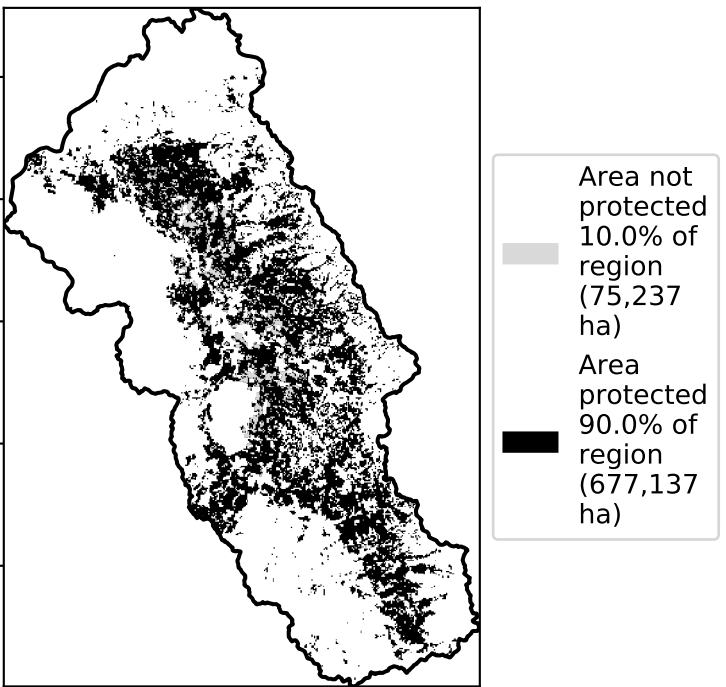 Area not
protected
10.0% of
region
(75,237
ha)
Area
protected
90.0% of
region
(677,137
ha)